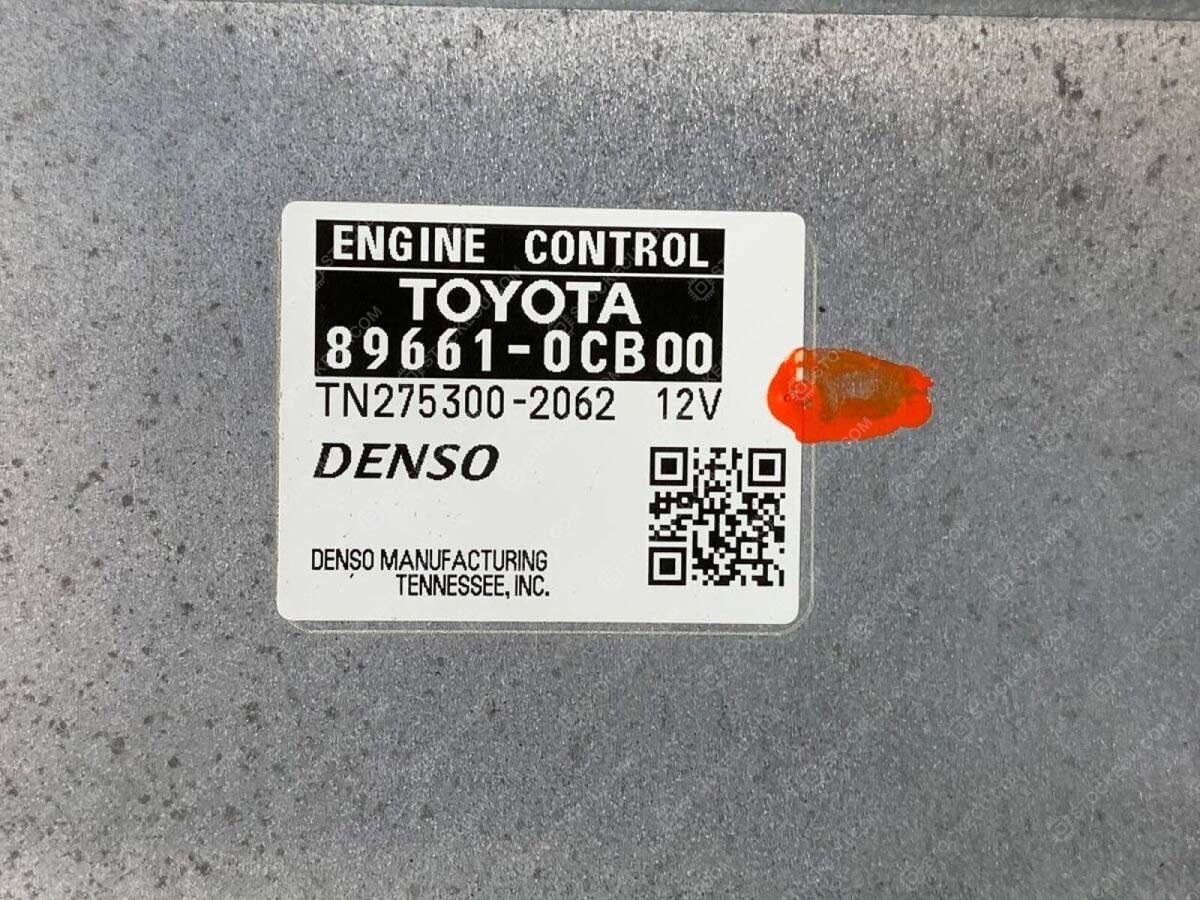 ENGINE CONTROL
TOYOTA
89661-0CB00
TN275300-2062 12V
DENSO
DENSO MANUFACTURING
TENNESSEE, INC.